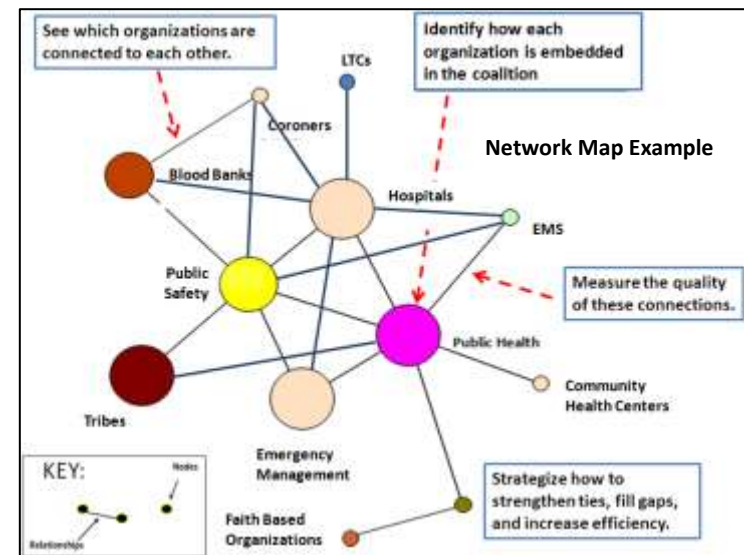 See which organizations are
connected to each other.
Identify how each
organization is embedded
in the coalition
LTCs
Coroners
Network Map Example
Blood Banks
Hospitals
EMS
Public
Safety
Measure the quality
of these connections.
Public Health
Community
Health Centers
Tribes
Emergency
Management
KEY:
Nodes
Relationships
Strategize how to
strengthen ties, fill gaps,
and increase efficiency.
Faith Based
Organizations